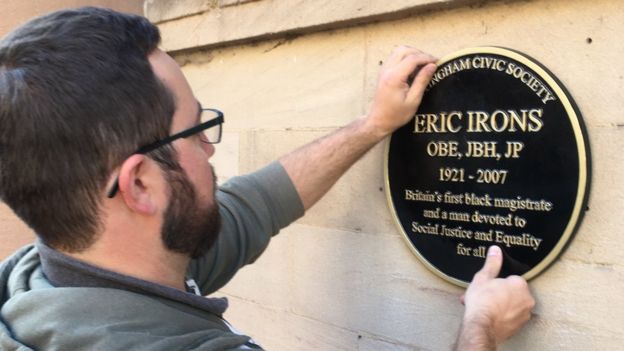 INGHAM CIVIC SOCIETY
ERIC IRONS
OBE, JBH, JP
1921 - 2007
Britain's first black magistrate
and a man devoted to
Social Justice and Equality
for all